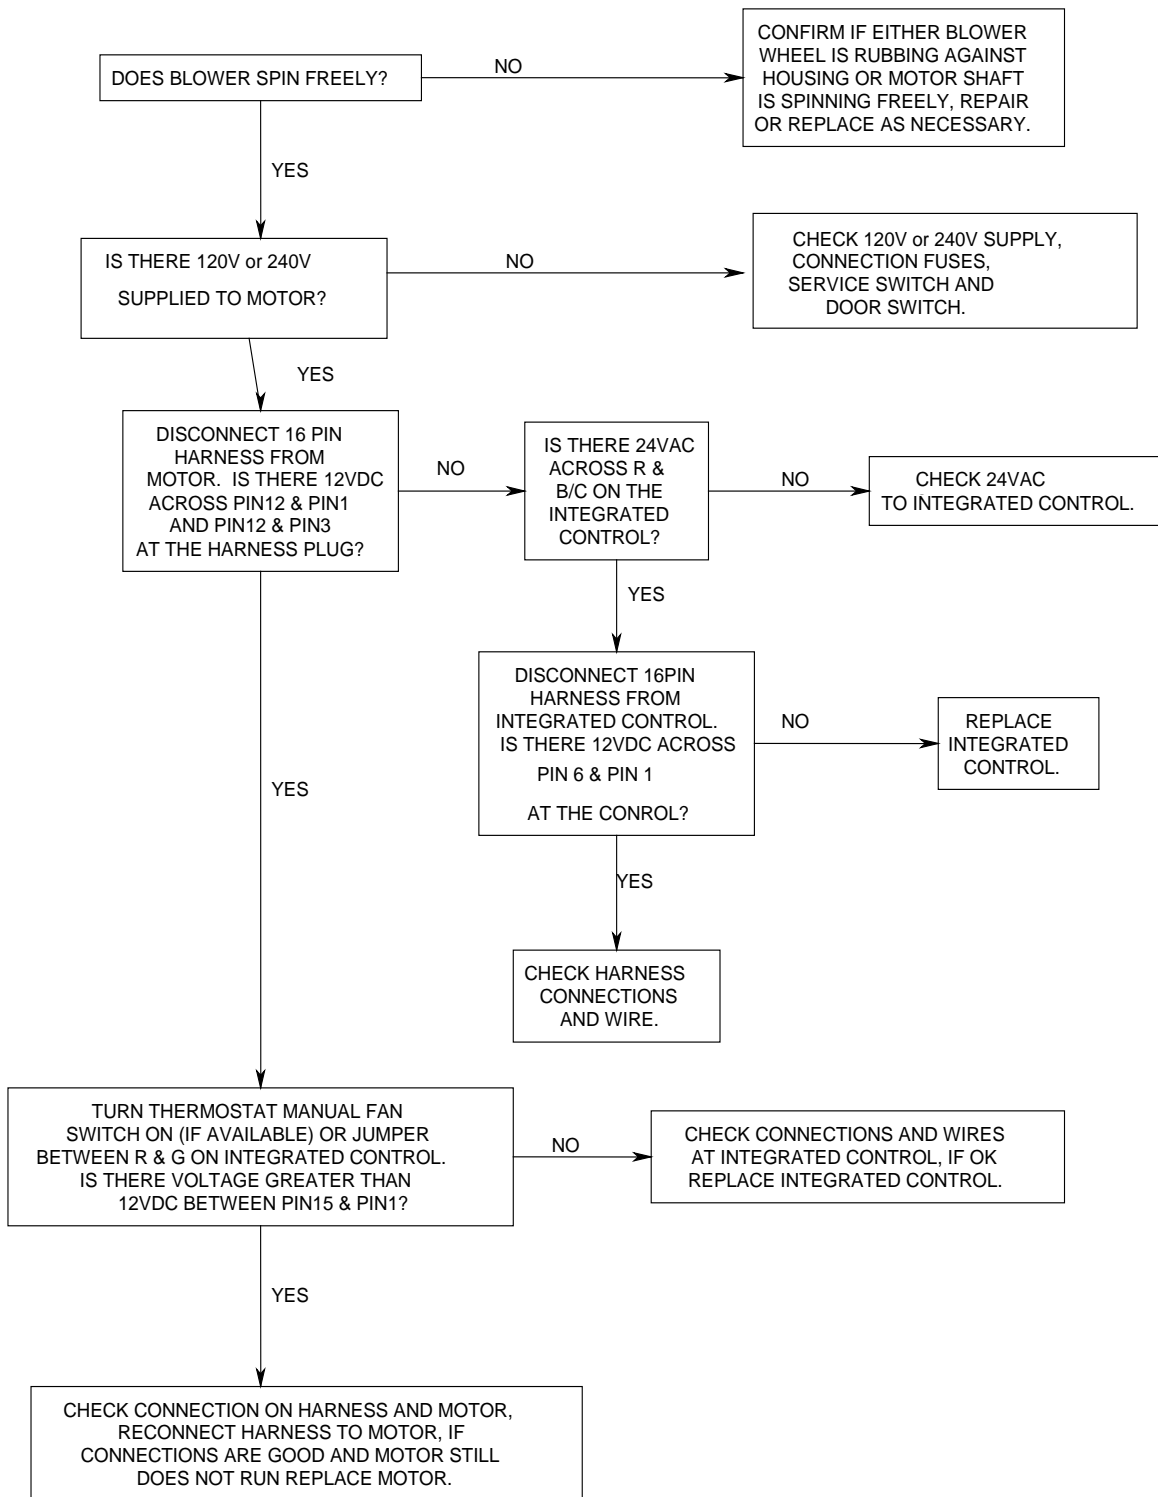 DOES BLOWER SPIN FREELY?
NO
CONFIRM IF EITHER BLOWER
WHEEL IS RUBBING AGAINST
HOUSING OR MOTOR SHAFT
IS SPINNING FREELY, REPAIR
OR REPLACE AS NECESSARY.
YES
IS THERE 120V or 240V
SUPPLIED TO MOTOR?
NO
CHECK 120V or 240V SUPPLY,
CONNECTION FUSES,
SERVICE SWITCH AND
DOOR SWITCH.
YES
DISCONNECT 16 PIN
HARNESS FROM
MOTOR. IS THERE 12VDC
ACROSS PIN12 & PIN1
AND PIN12 & PIN3
AT THE HARNESS PLUG?
NO
IS THERE 24VAC
ACROSS R &
B/C ON THE
INTEGRATED
CONTROL?
NO
CHECK 24VAC
TO INTEGRATED CONTROL.
YES
DISCONNECT 16PIN
HARNESS FROM
INTEGRATED CONTROL.
IS THERE 12VDC ACROSS
PIN 6 & PIN 1
AT THE CONROL?
NO
REPLACE
INTEGRATED
CONTROL.
YES
CHECK HARNESS
CONNECTIONS
AND WIRE.
YES
TURN THERMOSTAT MANUAL FAN
SWITCH ON (IF AVAILABLE) OR JUMPER
BETWEEN R & G ON INTEGRATED CONTROL.
IS THERE VOLTAGE GREATER THAN
12VDC BETWEEN PIN15 & PIN1?
NO
CHECK CONNECTIONS AND WIRES
AT INTEGRATED CONTROL, IF OK
REPLACE INTEGRATED CONTROL.
YES
CHECK CONNECTION ON HARNESS AND MOTOR,
RECONNECT HARNESS TO MOTOR, IF
CONNECTIONS ARE GOOD AND MOTOR STILL
DOES NOT RUN REPLACE MOTOR.